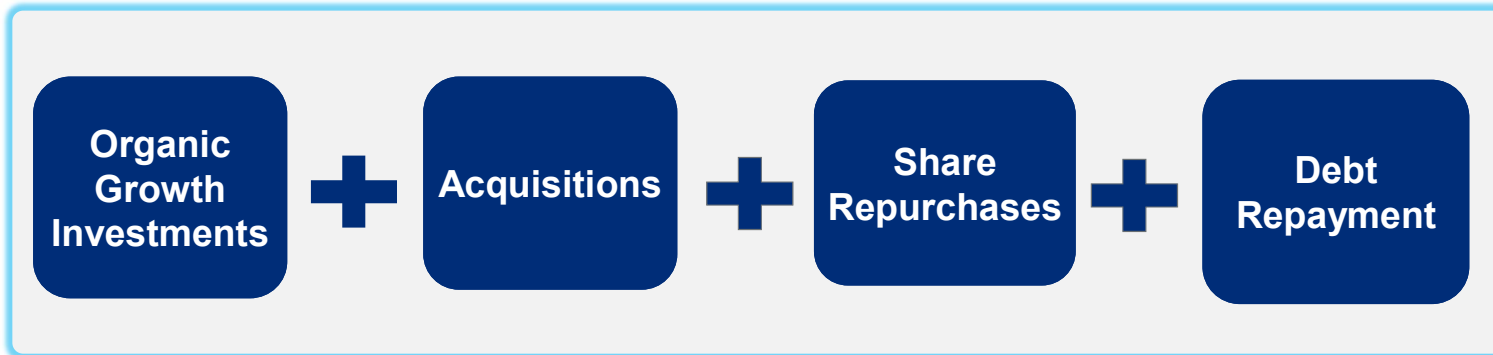 Organic
Growth
Investments
Acquisitions
Share
Repurchases
Debt
Repayment